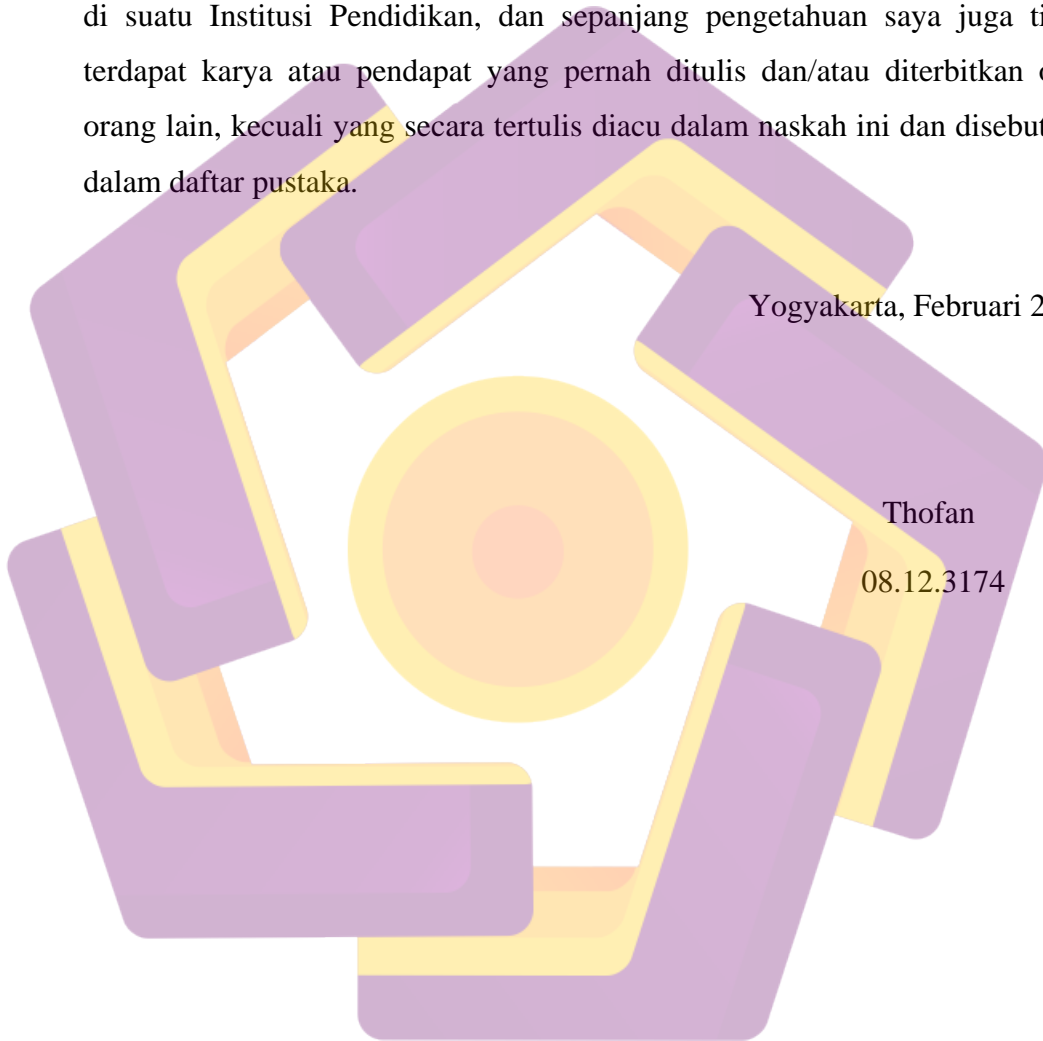 di suatu Institusi Pendidikan, dan sepanjang pengetahuan saya juga ti
terdapat karya atau pendapat yang pernah ditulis dan/atau diterbitkan o
orang lain, kecuali yang secara tertulis diacu dalam naskah ini dan disebut
dalam daftar pustaka.
Yogyakarta, Februari 2
Thofan
08.12.3174